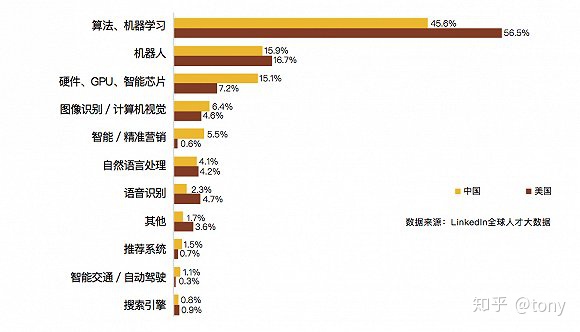 算法、机器学习
45.6%
56.5%
机器人
15.9%
16.7%
硬件、GPU、智能芯片
15.1%
7.2%
图像识别 / 计算机视觉
6.4%
4.6%
智能 / 精准营销
5.5%
0.6%
自然语言处理
4.1%
4.2%
语音识别
2.3%
4.7%
其他
1.7%
3.6%
推荐系统
1.5%
0.7%
智能交通 / 自动驾驶
1.1%
0.3%
搜索引擎
0.8%
0.9%
中国
美国
数据来源：LinkedIn全球人才大数据
知乎 @tony